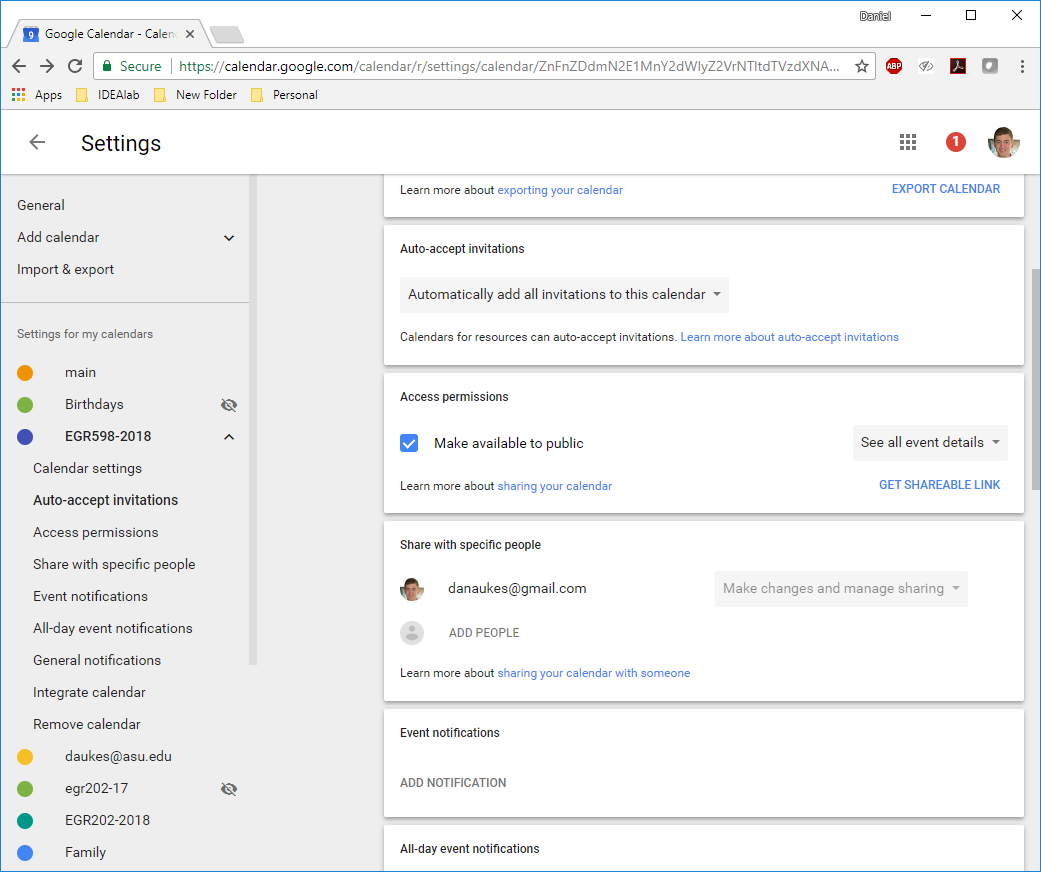 Daniel
9 Google Calendar - Calen
Secure https://calendar.google.com/calendar/r/settings/calendar/ZnFnZDdmN2E1MnY2dWIyZ2VrNTltdTVzdXNA... ABP
Apps IDEAlab New Folder Personal
Settings 1
General
Add calendar
Import & export
Settings for my calendars
main
Birthdays
EGR598-2018
Calendar settings
Auto-accept invitations
Access permissions
Share with specific people
Event notifications
All-day event notifications
General notifications
Integrate calendar
Remove calendar
daukes@asu.edu
egr202-17
EGR202-2018
Family
Learn more about exporting your calendar EXPORT CALENDAR
Auto-accept invitations
Automatically add all invitations to this calendar
Calendars for resources can auto-accept invitations. Learn more about auto-accept invitations
Access permissions
Make available to public See all event details
Learn more about sharing your calendar GET SHAREABLE LINK
Share with specific people
danaukes@gmail.com Make changes and manage sharing
ADD PEOPLE
Learn more about sharing your calendar with someone
Event notifications
ADD NOTIFICATION
All-day event notifications